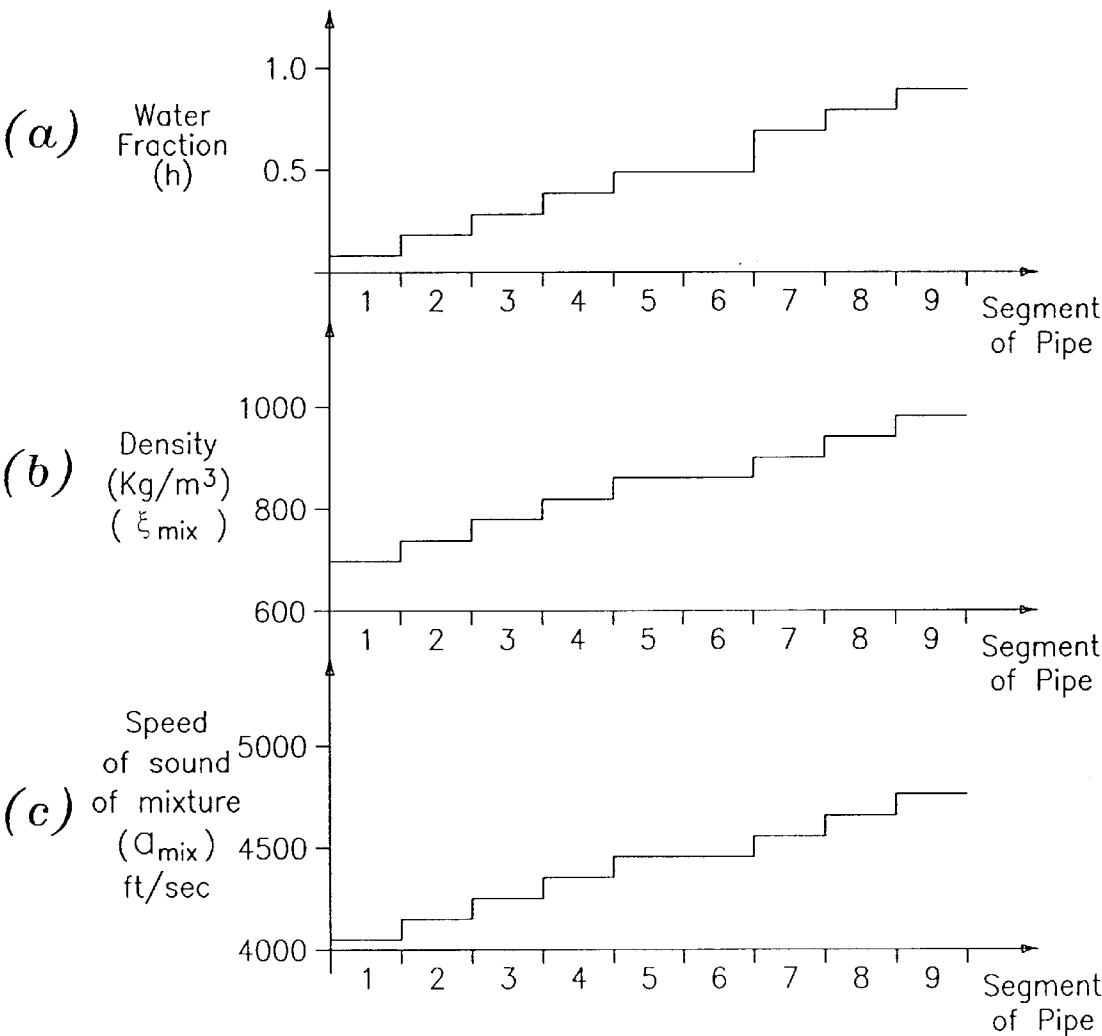 (a)
Water
Fraction
(h)
1.0
0.5
1 2 3 4 5 6 7 8 9
Segment
of Pipe
(b)
Density
(Kg/m³)
( ξmix )
1000
800
600
1 2 3 4 5 6 7 8 9
Segment
of Pipe
(c)
Speed
of sound
of mixture
(amix)
ft/sec
5000
4500
4000
1 2 3 4 5 6 7 8 9
Segment
of Pipe